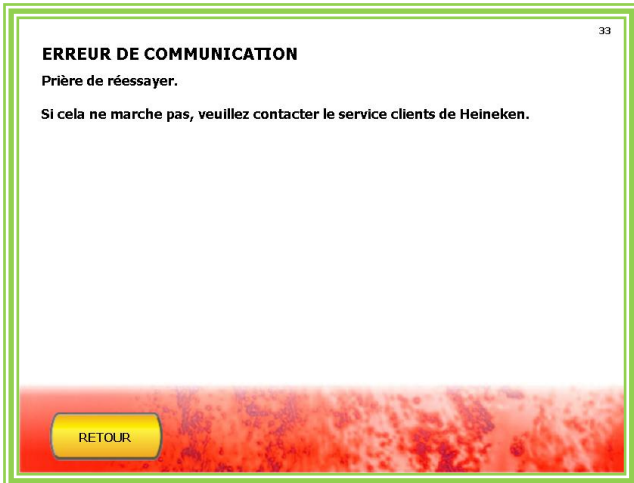 33
ERREUR DE COMMUNICATION
Prière de réessayer.
Si cela ne marche pas, veuillez contacter le service clients de Heineken.
RETOUR